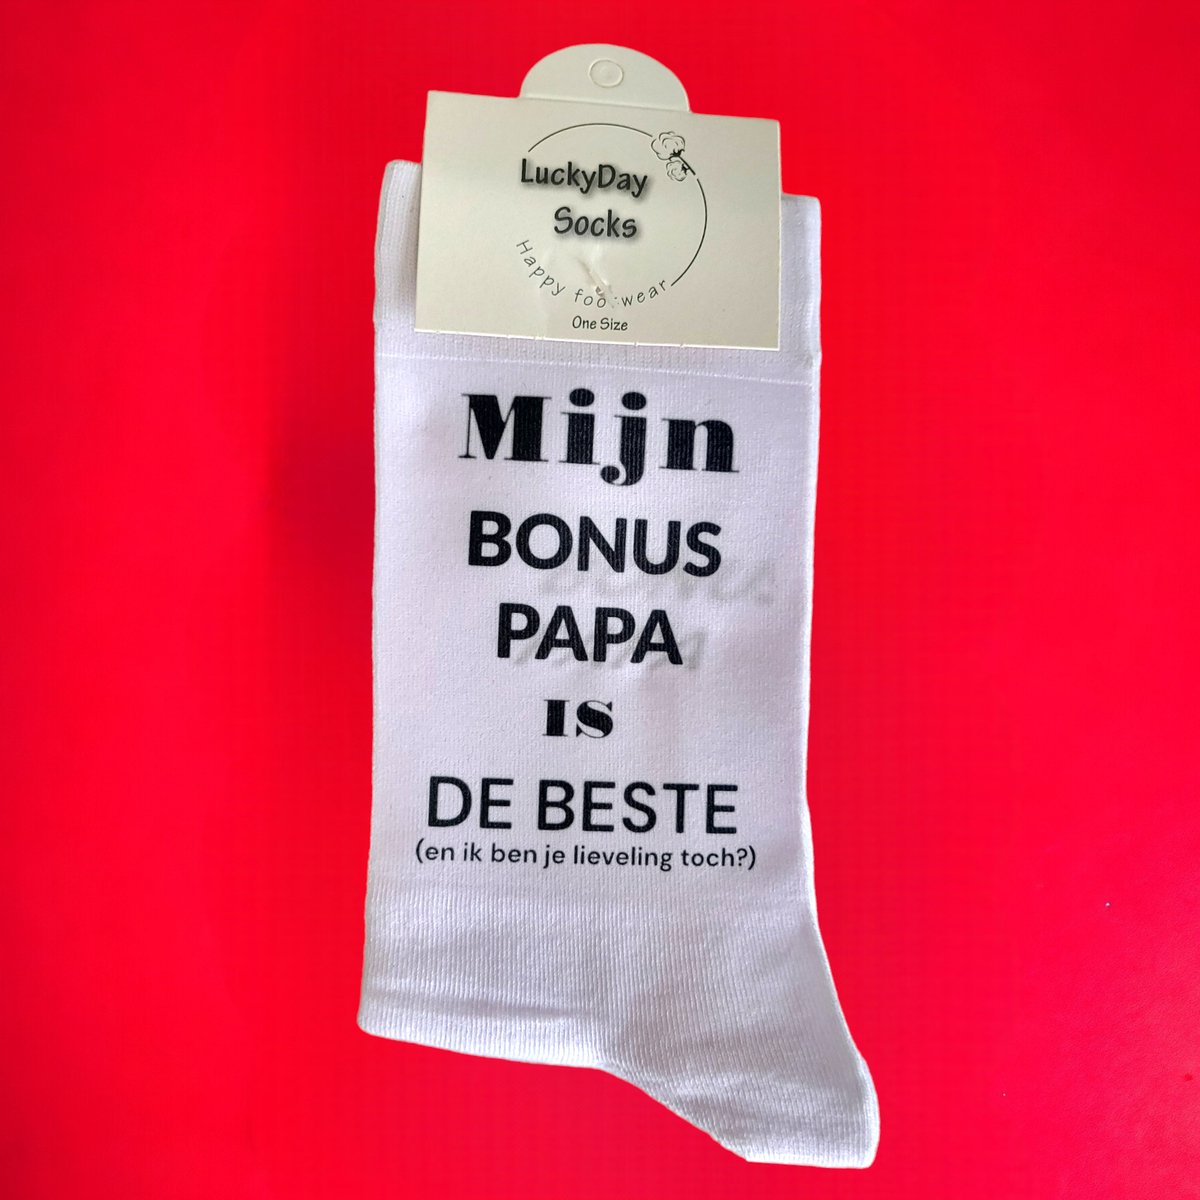 LuckyDay
Socks
Happy footwear
One Size
Mijn
BONUS
PAPA
IS
DE BESTE
(en ik ben je lieveling toch?)